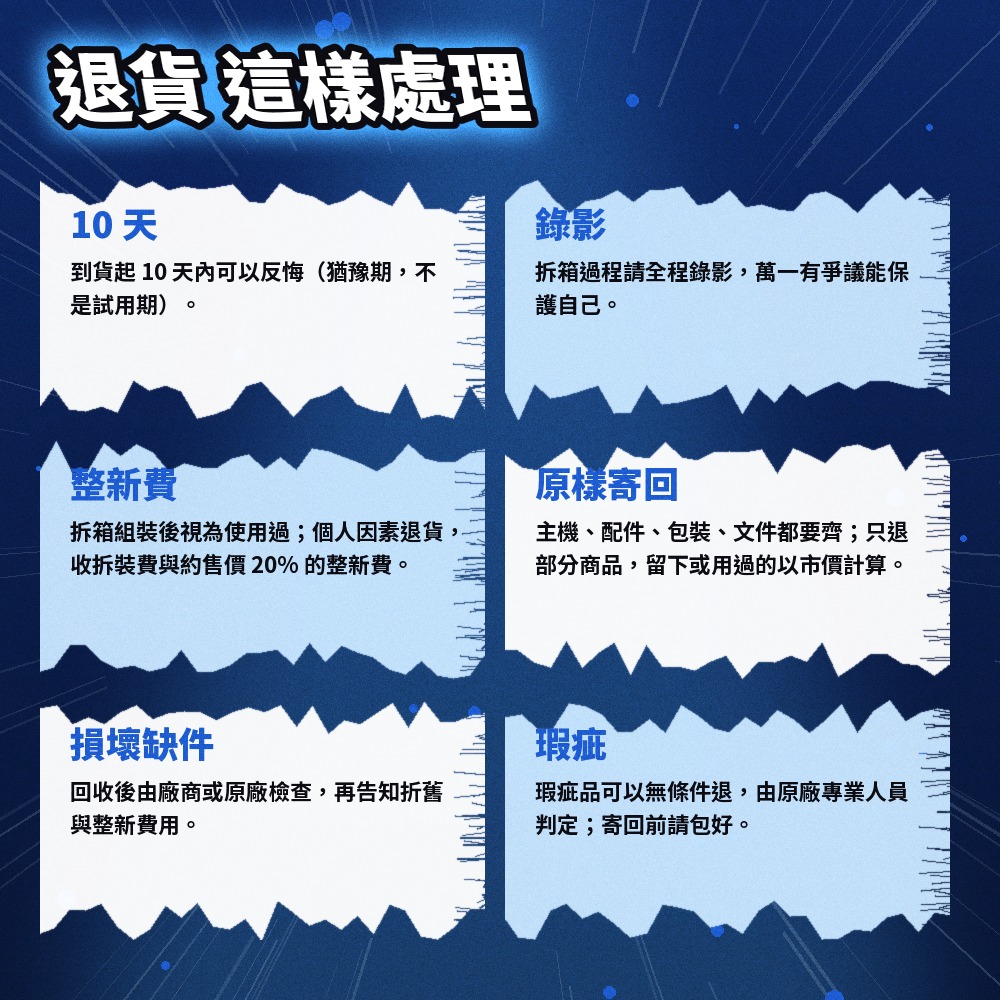 退貨 這樣處理
10 天
到貨起 10 天內可以反悔（猶豫期，不
是試用期）。
錄影
拆箱過程請全程錄影，萬一有爭議能保
護自己。
整新費
拆箱組裝後視為使用過；個人因素退貨，
收拆裝費與約售價 20% 的整新費。
原樣寄回
主機、配件、包裝、文件都要齊；只退
部分商品，留下或用過的以市價計算。
損壞缺件
回收後由廠商或原廠檢查，再告知折舊
與整新費用。
瑕疵
瑕疵品可以無條件退，由原廠專業人員
判定；寄回前請包好。